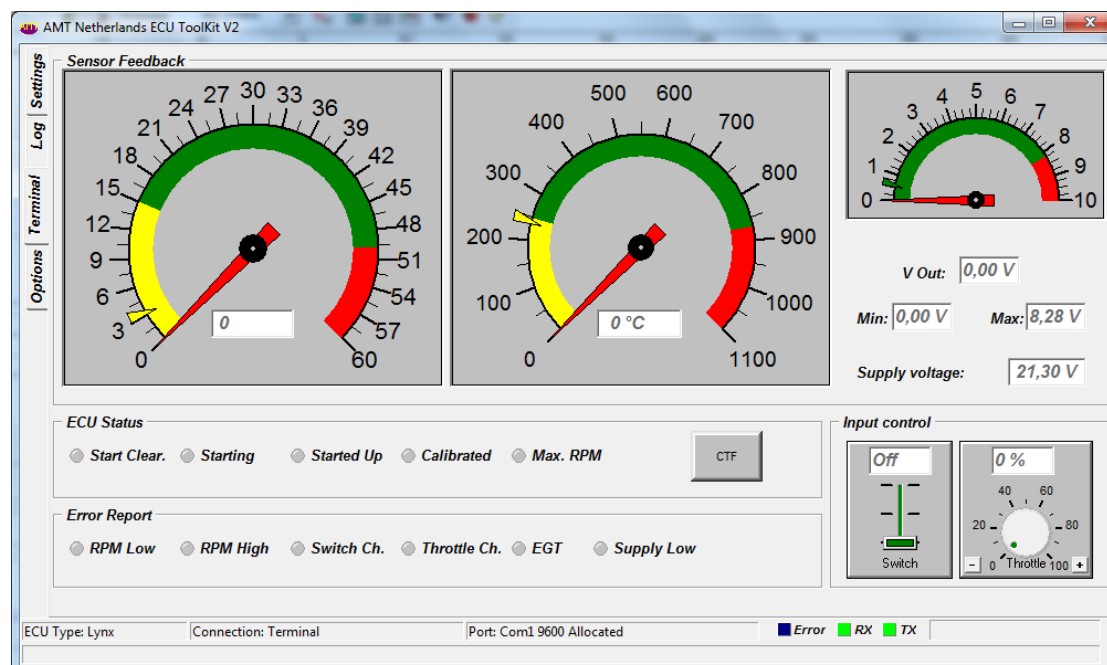 AMT Netherlands ECU ToolKit V2
Settings
Log
Terminal
Options
Sensor Feedback
0 3 6 9 12 15 18 21 24 27 30 33 36 39 42 45 48 51 54 57 60
0
0 100 200 300 400 500 600 700 800 900 1000 1100
0 °C
0 1 2 3 4 5 6 7 8 9 10
V Out: 0,00 V
Min: 0,00 V Max: 8,28 V
Supply voltage: 21,30 V
ECU Status
Start Clear. Starting Started Up Calibrated Max. RPM CTF
Error Report
RPM Low RPM High Switch Ch. Throttle Ch. EGT Supply Low
Input control
Off
Switch
0 %
0 20 40 60 80 100
- Throttle +
ECU Type: Lynx Connection: Terminal Port: Com1 9600 Allocated Error RX TX